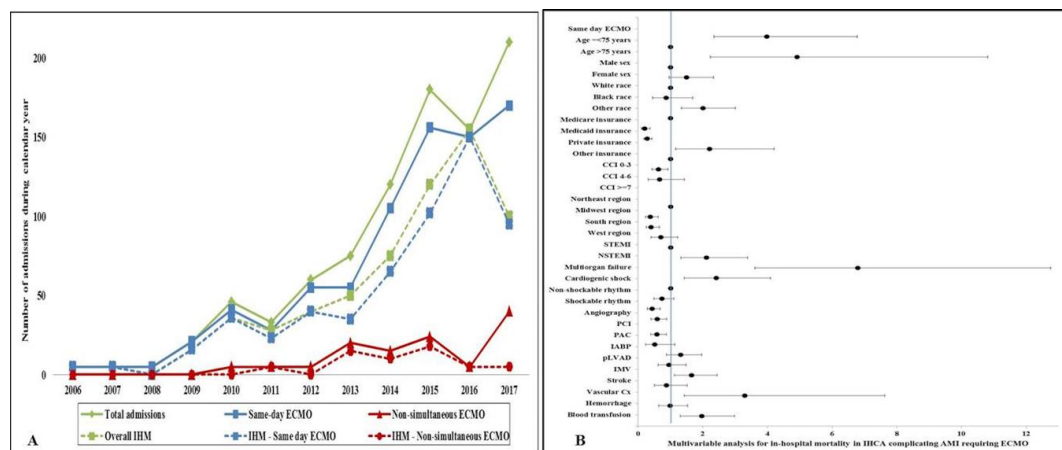 Number of admissions during calendar year
200
150
100
50
0
2006 2007 2008 2009 2010 2011 2012 2013 2014 2015 2016 2017
Total admissions Same-day ECMO Non-simultaneous ECMO
Overall IHM IHM - Same day ECMO IHM - Non-simultaneous ECMO
A
Same day ECMO
Age =<75 years
Age >75 years
Male sex
Female sex
White race
Black race
Other race
Medicare insurance
Medicaid insurance
Private insurance
Other insurance
CCI 0-3
CCI 4-6
CCI >=7
Northeast region
Midwest region
South region
West region
STEMI
NSTEMI
Multiorgan failure
Cardiogenic shock
Non-shockable rhythm
Shockable rhythm
Angiography
PCI
PAC
IABP
pLVAD
IMV
Stroke
Vascular Cx
Hemorrhage
Blood transfusion
0 2 4 6 8 10 12
B
Multivariable analysis for in-hospital mortality in IHCA complicating AMI requiring ECMO